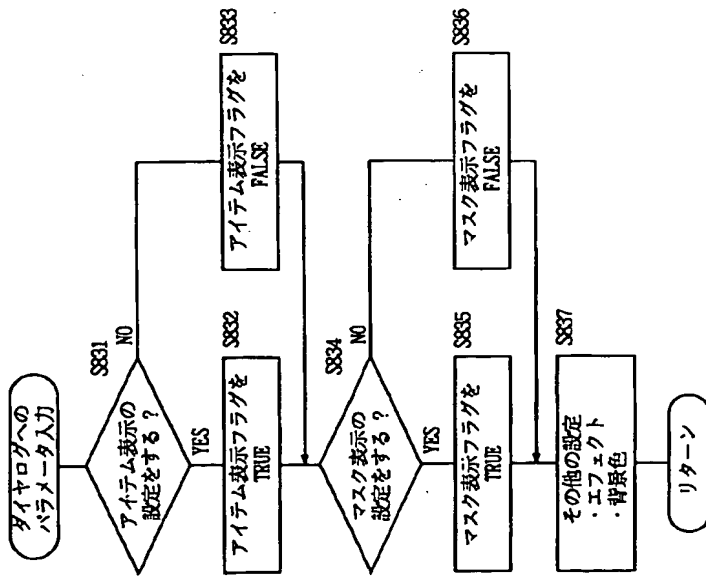 ダイヤログへの
パラメータ入力
S831
アイテム表示の
設定をする？
NO
YES
S832
アイテム表示フラグを
TRUE
S833
アイテム表示フラグを
FALSE
S834
マスク表示の
設定をする？
NO
YES
S835
マスク表示フラグを
TRUE
S836
マスク表示フラグを
FALSE
S837
その他の設定
・エフェクト
・背景色
リターン